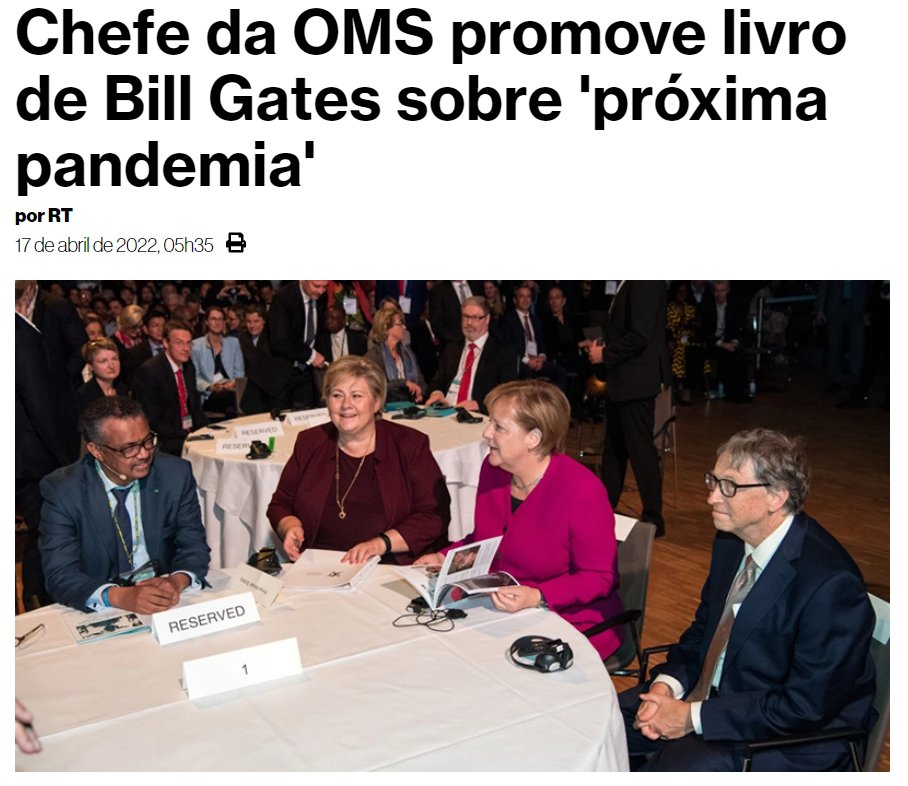 Chefe da OMS promove livro
de Bill Gates sobre 'próxima
pandemia'
por RT
17 de abril de 2022, 05h35
RESERVED
RESERVED
1